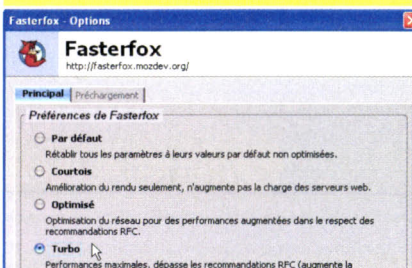 Fasterfox - Options
Fasterfox
http://fasterfox.mozdev.org/
Principal Préchargement
Préférences de Fasterfox
Par défaut
Rétablir tous les paramètres à leurs valeurs par défaut non optimisées.
Courtois
Amélioration du rendu seulement, n'augmente pas la charge des serveurs web.
Optimisé
Optimisation du réseau pour des performances augmentées dans le respect des
recommandations RFC.
Turbo
Performances maximales, dépasse les recommandations RFC (augmente la